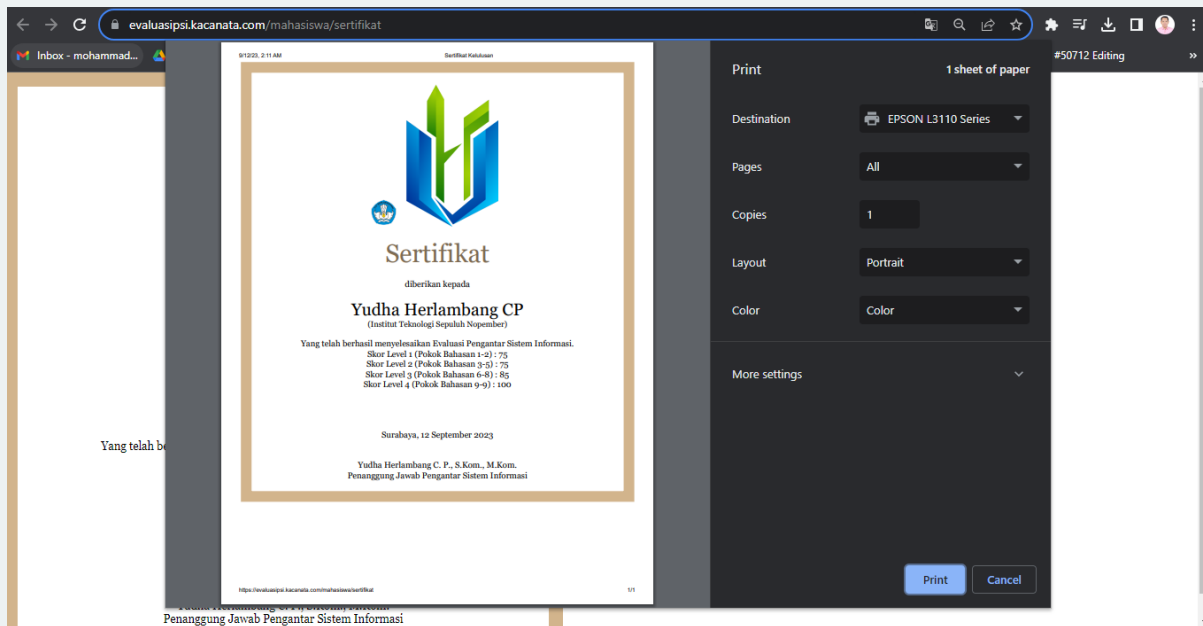 evaluasipsi.kacanata.com/mahasiswa/sertifikat
Inbox - mohammad...
#50712 Editing
»
9/12/23, 2:11 AM
Sertifikat Kelulusan
Sertifikat
diberikan kepada
Yudha Herlambang CP
(Institut Teknologi Sepuluh Nopember)
Yang telah berhasil menyelesaikan Evaluasi Pengantar Sistem Informasi.
Skor Level 1 (Pokok Bahasan 1-2) : 75
Skor Level 2 (Pokok Bahasan 3-5) : 75
Skor Level 3 (Pokok Bahasan 6-8) : 85
Skor Level 4 (Pokok Bahasan 9-9) : 100
Surabaya, 12 September 2023
Yudha Herlambang C. P., S.Kom., M.Kom.
Penanggung Jawab Pengantar Sistem Informasi
https://evaluasipsi.kacanata.com/mahasiswa/sertifikat
1/1
Print
1 sheet of paper
Destination
EPSON L3110 Series
Pages
All
Copies
1
Layout
Portrait
Color
Color
More settings
Print
Cancel
Yang telah be
Penanggung Jawab Pengantar Sistem Informasi